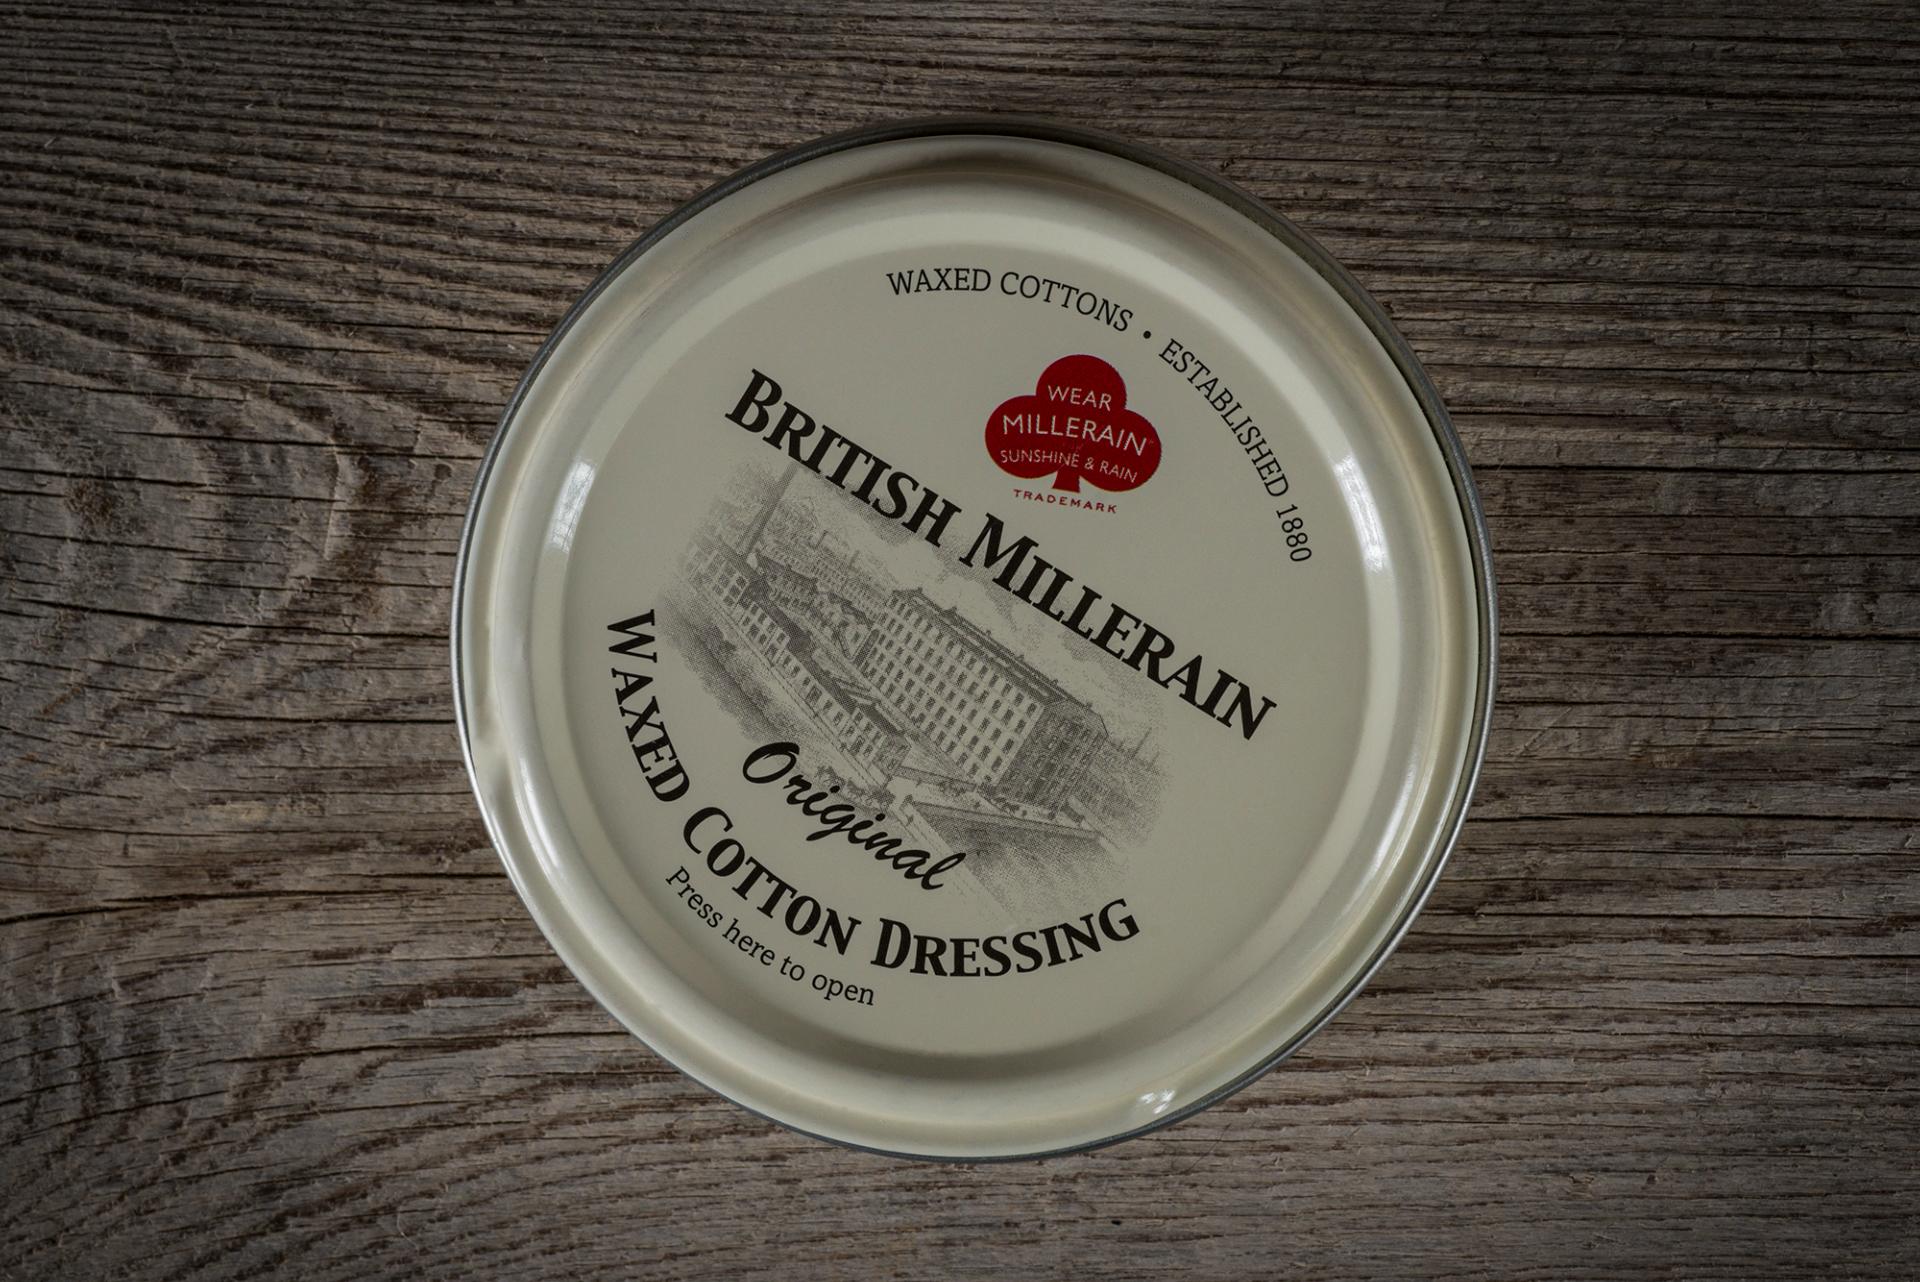 WAXED COTTONS • ESTABLISHED 1880
WEAR
MILLERAIN
SUNSHINE & RAIN
TRADEMARK
BRITISH MILLERAIN
Original
WAXED COTTON DRESSING
Press here to open